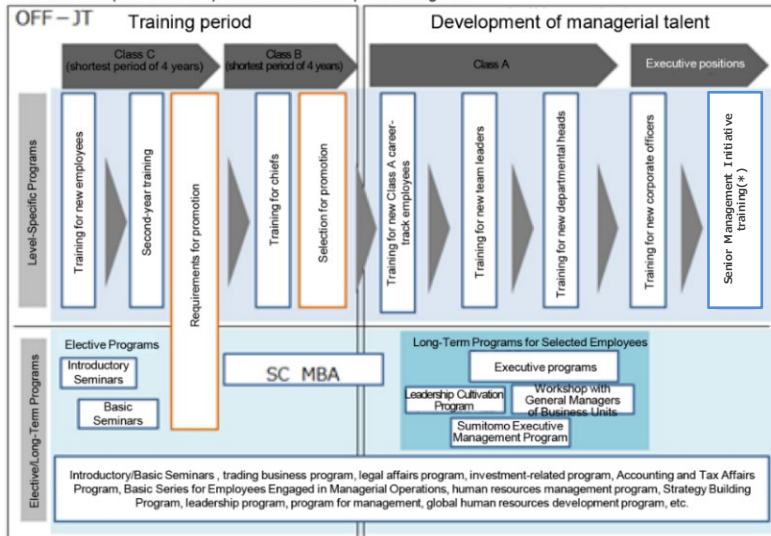 OFF-JT
Training period
Development of managerial talent
Class C
(shortest period of 4 years)
Class B
(shortest period of 4 years)
Class A
Executive positions
Level-Specific Programs
Training for new employees
Second-year training
Requirements for promotion
Training for chiefs
Selection for promotion
Training for new Class A career-
track employees
Training for new team leaders
Training for new departmental heads
Training for new corporate officers
Senior Management Initiative
training(*)
Elective/Long-Term Programs
Elective Programs
Introductory
Seminars
Basic
Seminars
SC MBA
Long-Term Programs for Selected Employees
Executive programs
Leadership Cultivation
Program
Workshop with
General Managers
of Business Units
Sumitomo Executive
Management Program
Introductory/Basic Seminars , trading business program, legal affairs program, investment-related program, Accounting and Tax Affairs
Program, Basic Series for Employees Engaged in Managerial Operations, human resources management program, Strategy Building
Program, leadership program, program for management, global human resources development program, etc.